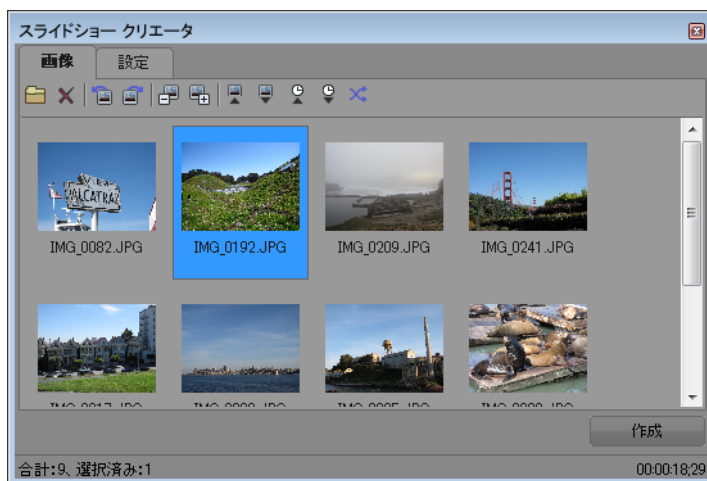 スライドショー クリエータ
画像 設定
VIEW
ALCATRAZ
IMG_0082.JPG IMG_0192.JPG IMG_0209.JPG IMG_0241.JPG
作成
合計:9、選択済み:1 00:00:18;29